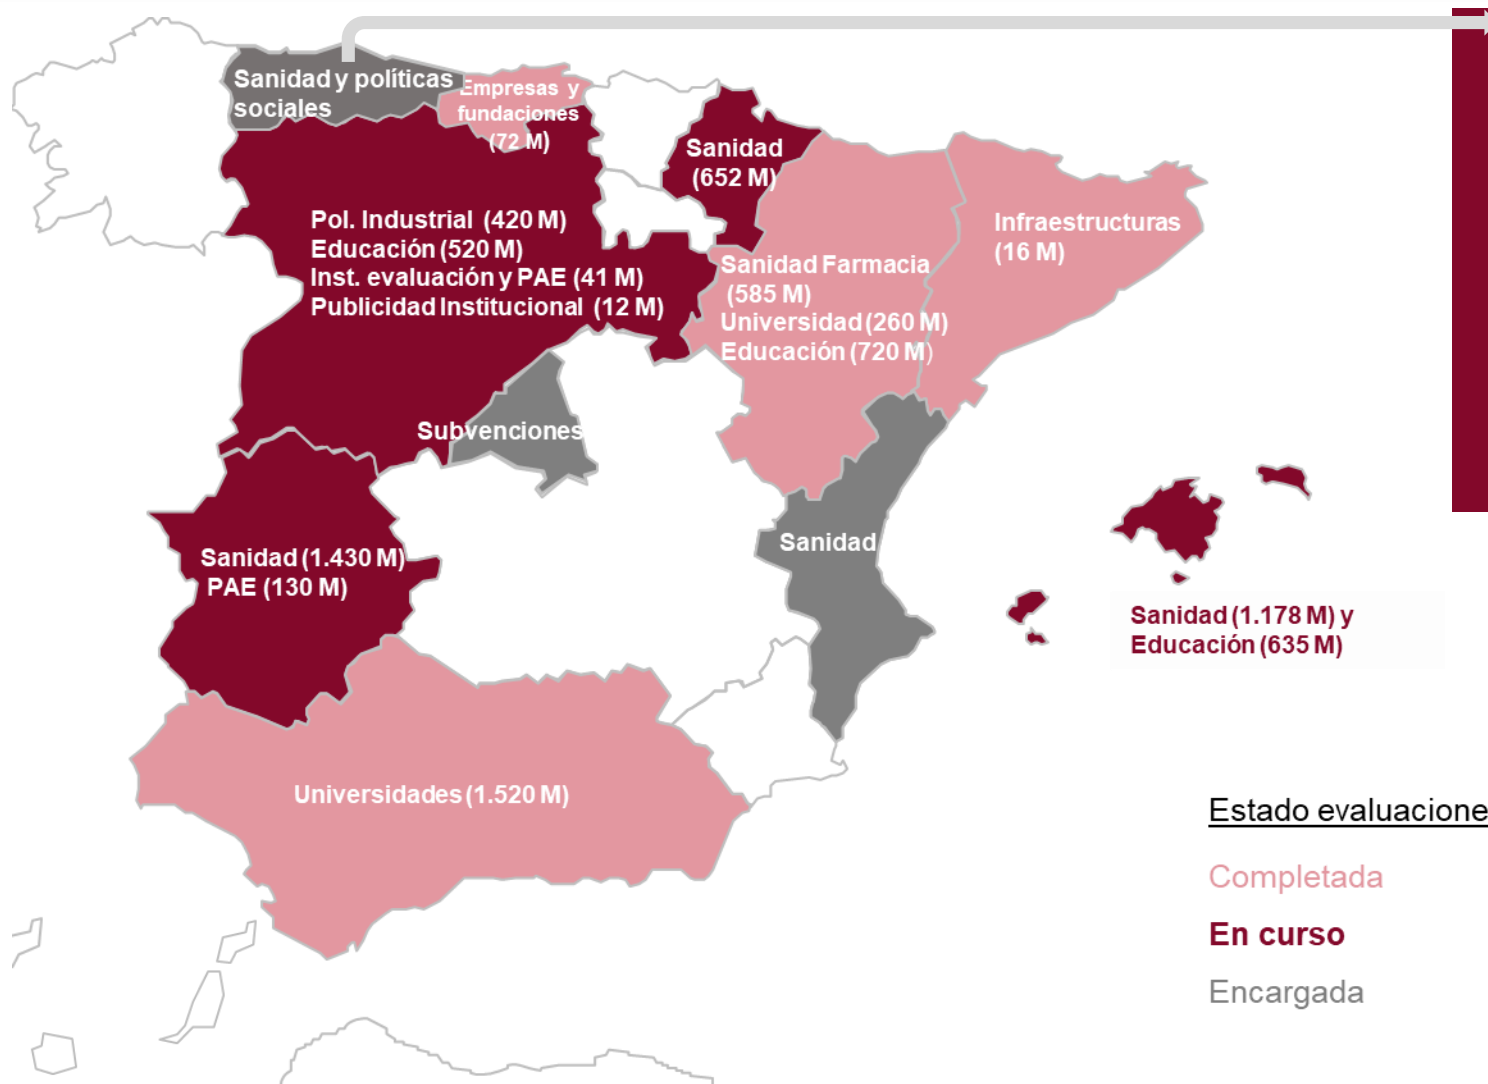 Sanidad y políticas
sociales
Empresas y
fundaciones
(72 M)
Sanidad
(652 M)
Pol. Industrial (420 M)
Educación (520 M)
Inst. evaluación y PAE (41 M)
Publicidad Institucional (12 M)
Infraestructuras
(16 M)
Sanidad Farmacia
(585 M)
Universidad (260 M)
Educación (720 M)
Subvenciones
Sanidad
Sanidad (1.430 M)
PAE (130 M)
Sanidad (1.178 M) y
Educación (635 M)
Universidades (1.520 M)
Estado evaluacione
Completada
En curso
Encargada